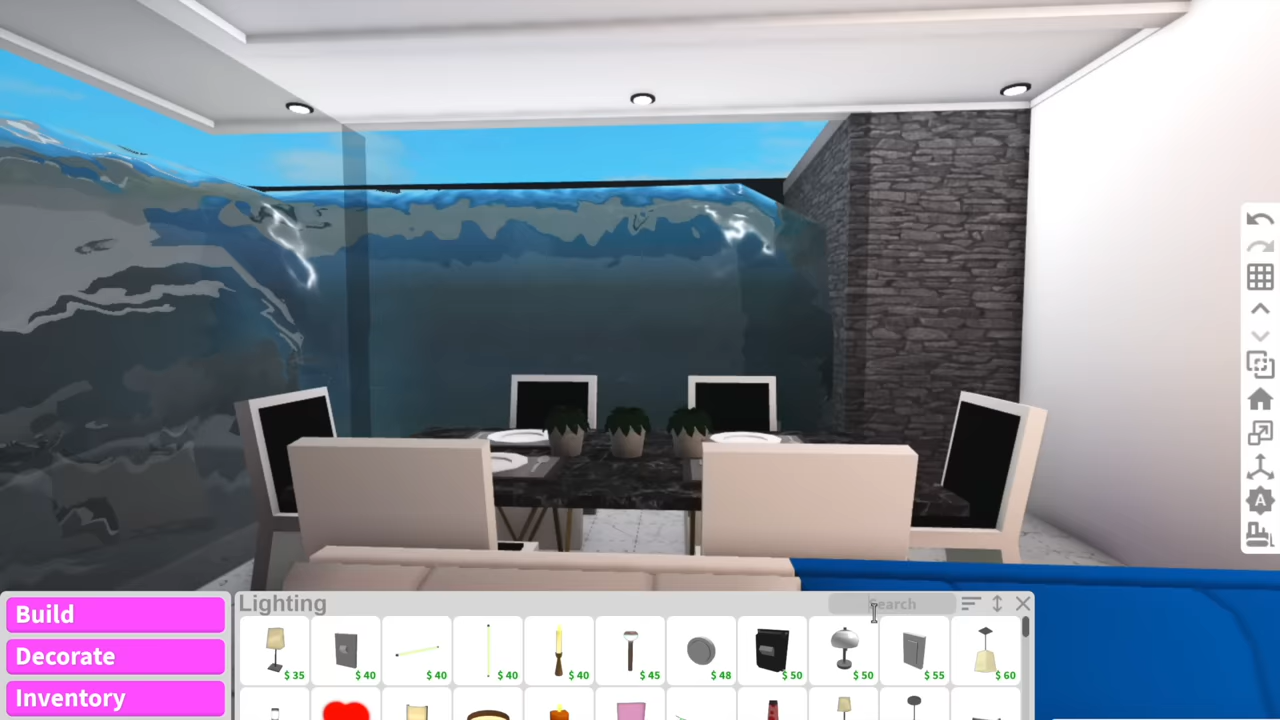 Build
Decorate
Inventory
Lighting
Search
$ 35
$ 40
$ 40
$ 40
$ 40
$ 45
$ 48
$ 50
$ 50
$ 55
$ 60
A